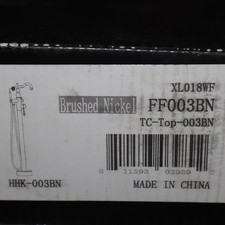 XL018WF
Brushed Nickel
FF003BN
TC-Top-003BN
HHK-003BN
MADE IN CHINA